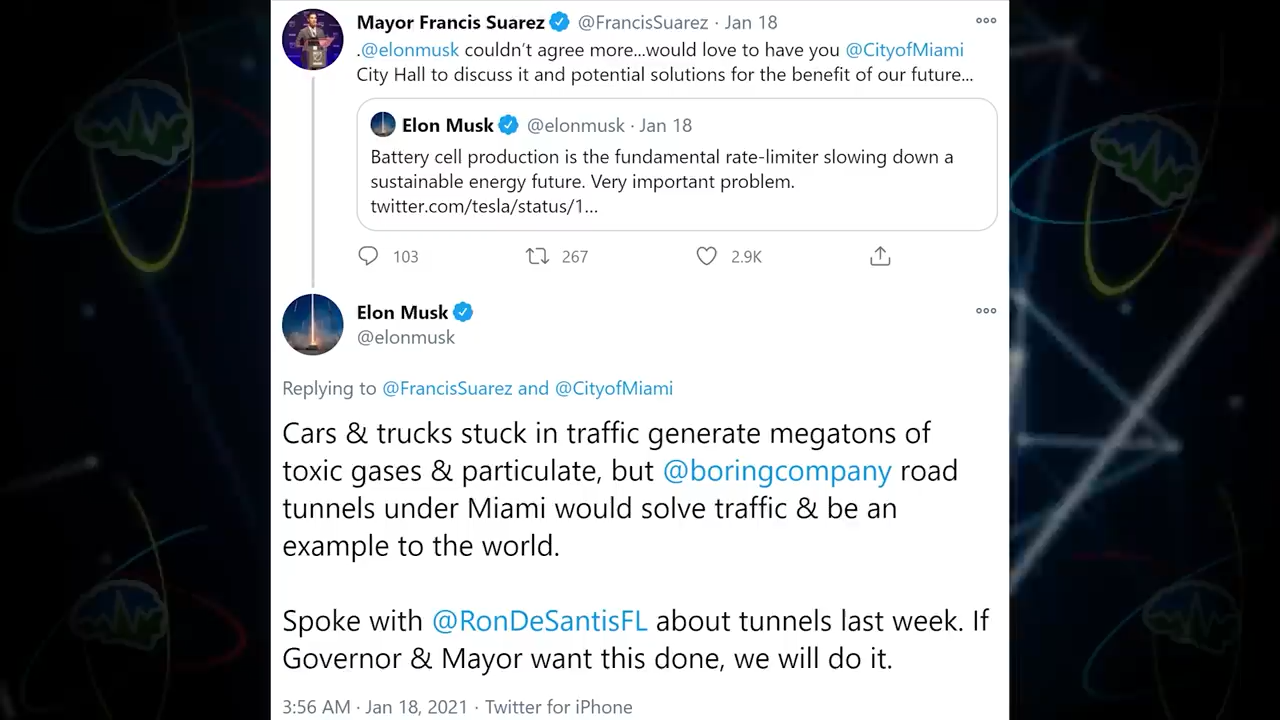 Mayor Francis Suarez @FrancisSuarez · Jan 18
.@elonmusk couldn’t agree more...would love to have you @CityofMiami
City Hall to discuss it and potential solutions for the benefit of our future...
Elon Musk @elonmusk · Jan 18
Battery cell production is the fundamental rate-limiter slowing down a
sustainable energy future. Very important problem.
twitter.com/tesla/status/1...
103 267 2.9K
Elon Musk
@elonmusk
Replying to @FrancisSuarez and @CityofMiami
Cars & trucks stuck in traffic generate megatons of
toxic gases & particulate, but @boringcompany road
tunnels under Miami would solve traffic & be an
example to the world.
Spoke with @RonDeSantisFL about tunnels last week. If
Governor & Mayor want this done, we will do it.
3:56 AM · Jan 18, 2021 · Twitter for iPhone